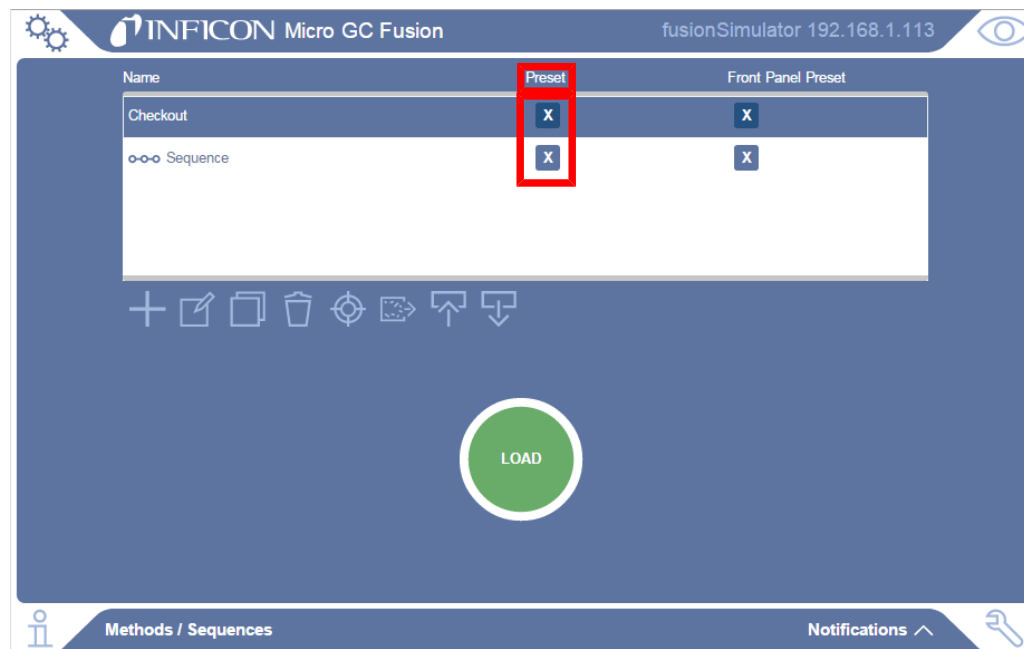 INFICON Micro GC Fusion fusionSimulator 192.168.1.113
Name Preset Front Panel Preset
Checkout X X
Sequence X X
LOAD
Methods / Sequences Notifications